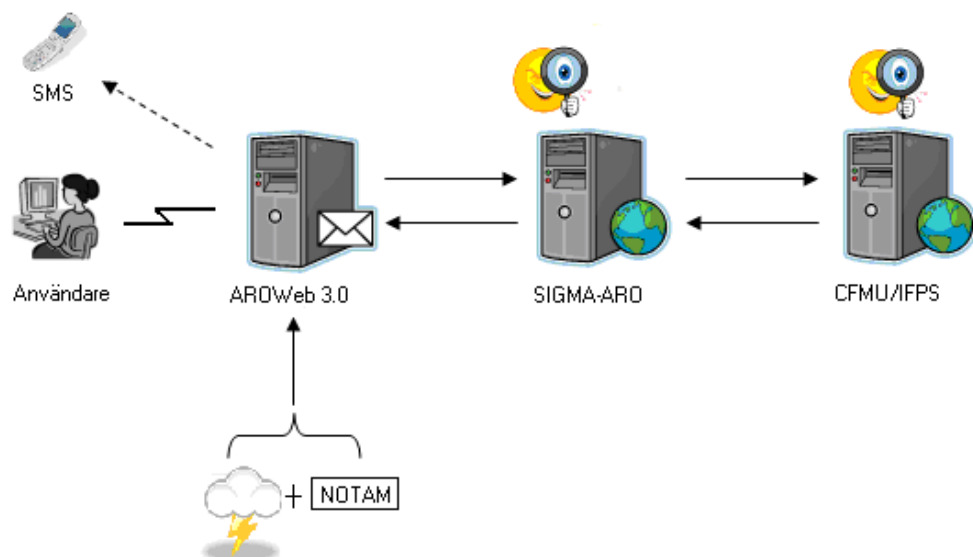 SMS
Användare
AROWeb 3.0
SIGMA-ARO
CFMU/IFPS
+ NOTAM